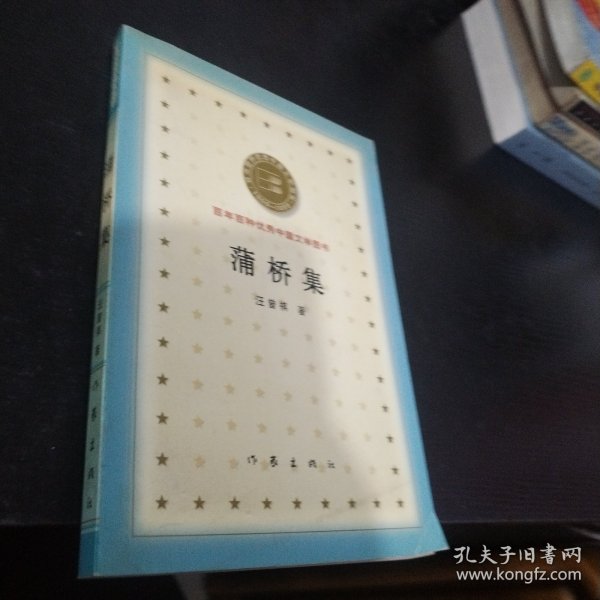 百年百种优秀中国文学图书
蒲桥集
汪曾祺 著
作家出版社
蒲桥集
汪曾祺 著
作家出版社
孔夫子旧书网
www.kongfz.com